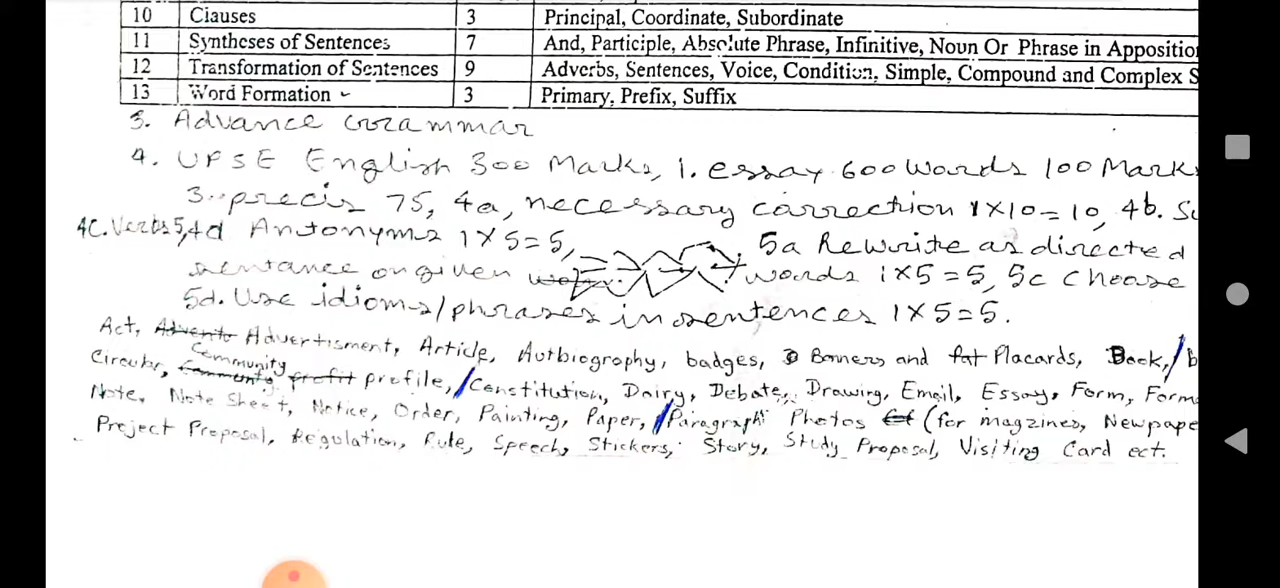 10 Clauses 3 Principal, Coordinate, Subordinate
11 Syntheses of Sentences 7 And, Participle, Absolute Phrase, Infinitive, Noun Or Phrase in Appositio
12 Transformation of Sentences 9 Adverbs, Sentences, Voice, Condition, Simple, Compound and Complex S
13 Word Formation 3 Primary, Prefix, Suffix
3. Advance Grammar
4. UPSE English 300 Marks, 1. essay 600 words 100 Marks
3. precis 75, 4a, necessary correction 1×10=10, 4b. Su
4C. Verbs 5, 4d Antonyms 1×5=5, 5a Rewrite as directed
sentance on given words 1×5=5, 5c choose
5d. Use idioms/phrases in sentences 1×5=5.
Act, Advertisment, Article, Autbiography, badges, Banners and Placards, Book, / b
Circular, Community profile, / Constitution, Dairy, Debate, Drawing, Email, Essay, Form, Form
Note, Note Sheet, Notice, Order, Painting, Paper, / Paragraph Photos (for magzines, Newpape
Project Proposal, Regulation, Rule, Speech, Stickers, Story, Study Proposal, Visiting Card ect.